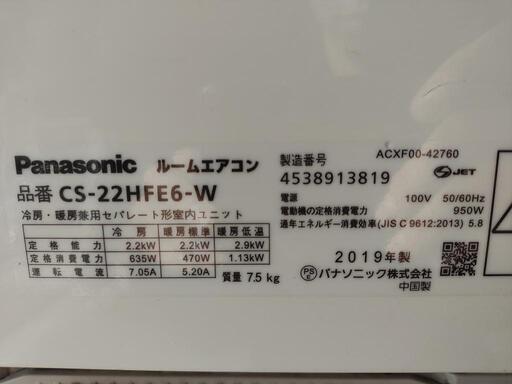 Panasonic ルームエアコン
品番 CS-22HFE6-W
冷房・暖房兼用セパレート形室内ユニット
冷房 暖房標準 暖房低温
定格能力 2.2kW 2.2kW 2.9kW
定格消費電力 635W 470W 1.13kW
運転電流 7.05A 5.20A
質量 7.5 kg
ACXF00-42760
製造番号
4538913819
JET
電源 100V 50/60Hz
電動機の定格消費電力 950W
通年エネルギー消費効率(JIS C 9612:2013) 5.8
2019年製
PS E パナソニック株式会社
中国製